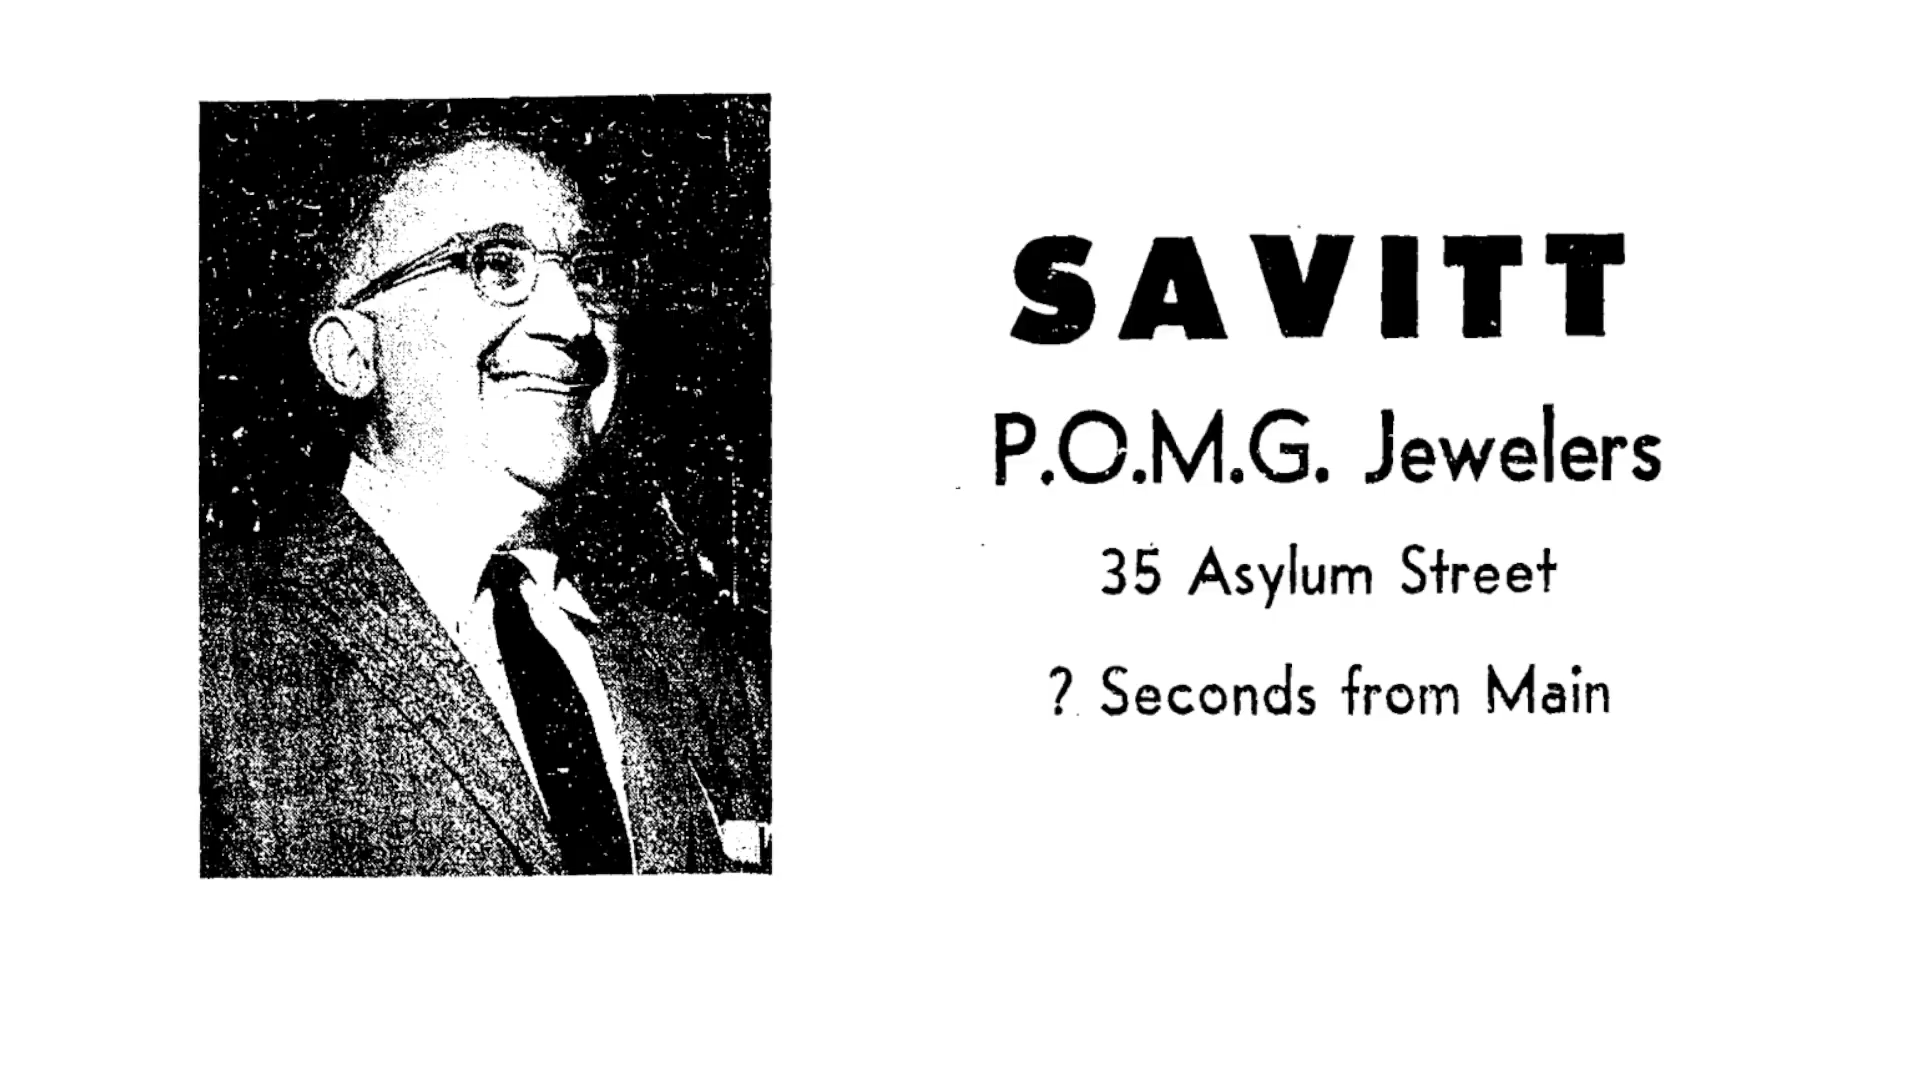 SAVITT
P.O.M.G. Jewelers
35 Asylum Street
? Seconds from Main